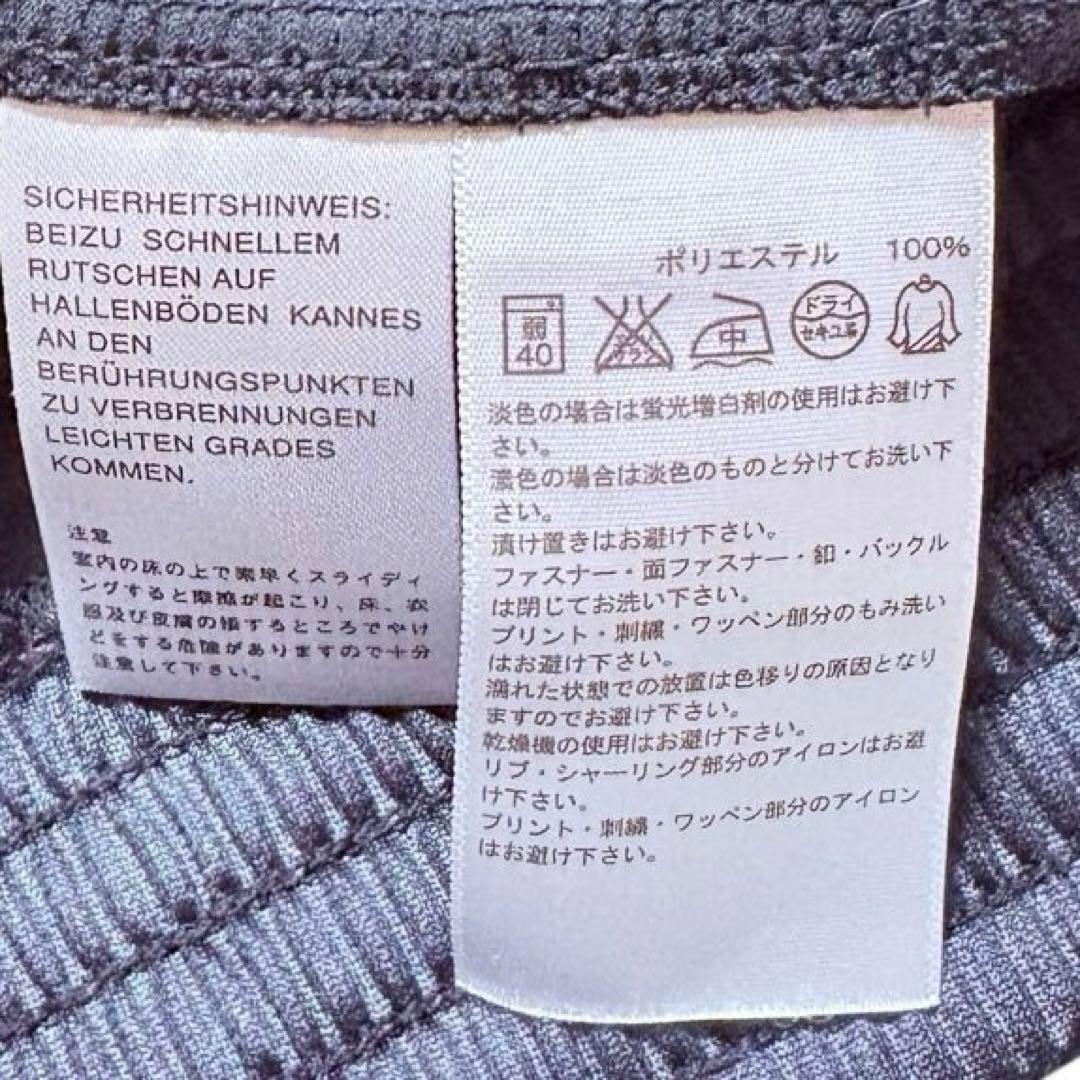 SICHERHEITSHINWEIS:
BEIZU SCHNELLEM
RUTSCHEN AUF
HALLENBÖDEN KANNES
AN DEN
BERÜHRUNGSPUNKTEN
ZU VERBRENNUNGEN
LEICHTEN GRADES
KOMMEN.
注意
室内の床の上で素早くスライディ
ングすると摩擦が起こり、床、衣
服及び皮膚の接するところでやけ
どをする危険がありますので十分
注意して下さい。
ポリエステル 100%
弱
40
エンソ
サラシ
中
ドライ
セキユ系
淡色の場合は蛍光増白剤の使用はお避け下
さい。
濃色の場合は淡色のものと分けてお洗い下
さい。
漬け置きはお避け下さい。
ファスナー・面ファスナー・釦・バックル
は閉じてお洗い下さい。
プリント・刺繍・ワッペン部分のもみ洗い
はお避け下さい。
濡れた状態での放置は色移りの原因となり
ますのでお避け下さい。
乾燥機の使用はお避け下さい。
リブ・シャーリング部分のアイロンはお避
け下さい。
プリント・刺繍・ワッペン部分のアイロン
はお避け下さい。